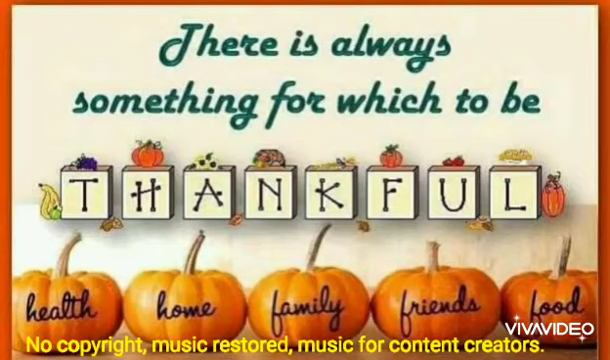 There is always
something for which to be
THANKFUL
health home family friends food
VIVAVIDEO
No copyright, music restored, music for content creators.